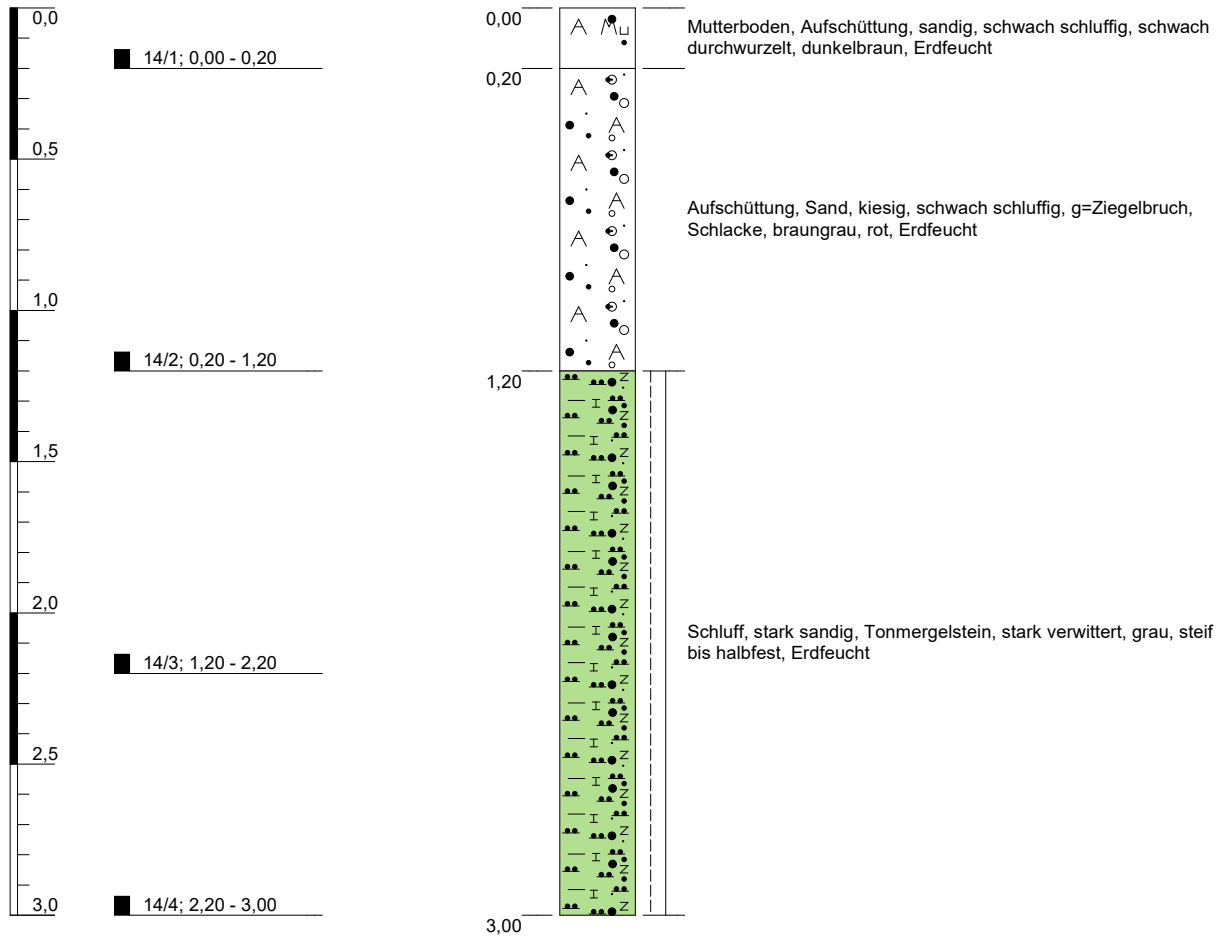 0,0
0,00
Mutterboden, Aufschüttung, sandig, schwach schluffig, schwach
durchwurzelt, dunkelbraun, Erdfeucht
14/1; 0,00 - 0,20
0,20
0,5
Aufschüttung, Sand, kiesig, schwach schluffig, g=Ziegelbruch,
Schlacke, braungrau, rot, Erdfeucht
1,0
14/2; 0,20 - 1,20
1,20
1,5
2,0
Schluff, stark sandig, Tonmergelstein, stark verwittert, grau, steif
bis halbfest, Erdfeucht
14/3; 1,20 - 2,20
2,5
3,0
14/4; 2,20 - 3,00
3,00